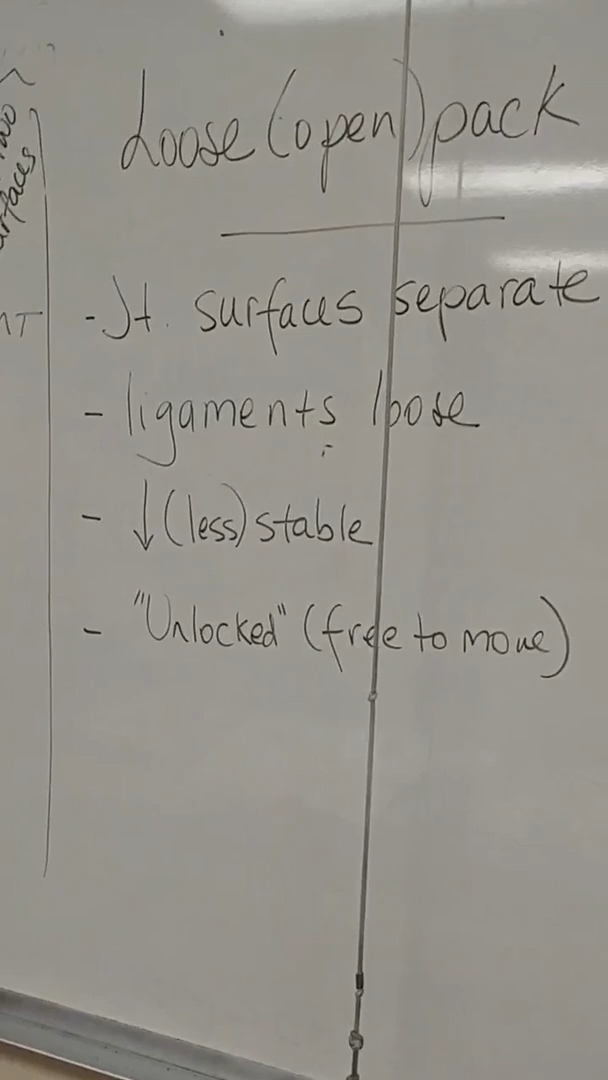 Loose (open) pack
- Jt. surfaces separate
- ligaments loose
- ↓ (less) stable
- "Unlocked" (free to move)